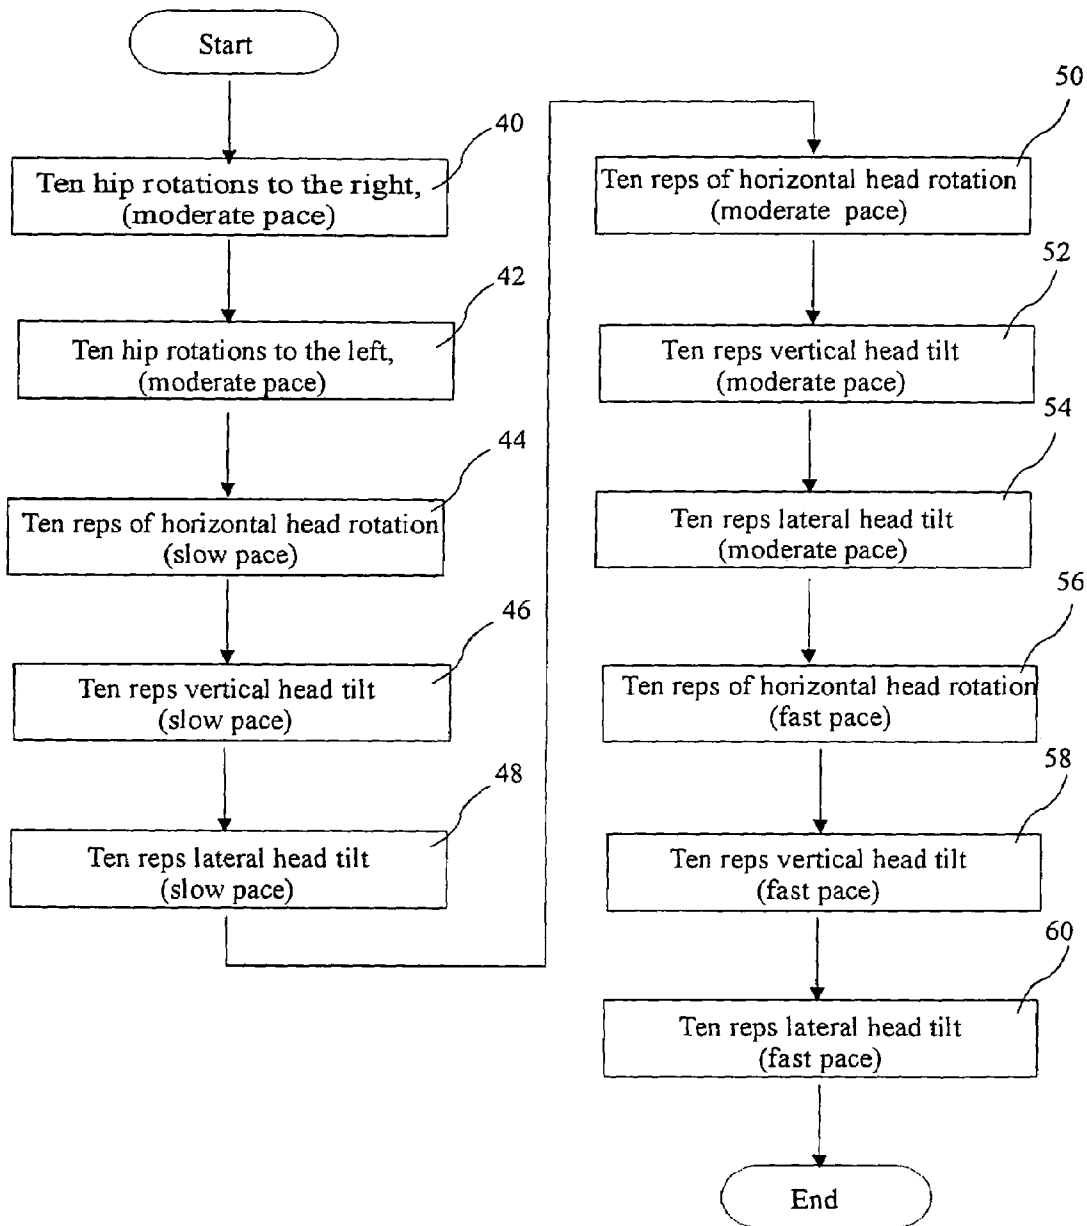 Start
40
Ten hip rotations to the right,
(moderate pace)
42
Ten hip rotations to the left,
(moderate pace)
44
Ten reps of horizontal head rotation
(slow pace)
46
Ten reps vertical head tilt
(slow pace)
48
Ten reps lateral head tilt
(slow pace)
50
Ten reps of horizontal head rotation
(moderate pace)
52
Ten reps vertical head tilt
(moderate pace)
54
Ten reps lateral head tilt
(moderate pace)
56
Ten reps of horizontal head rotation
(fast pace)
58
Ten reps vertical head tilt
(fast pace)
60
Ten reps lateral head tilt
(fast pace)
End